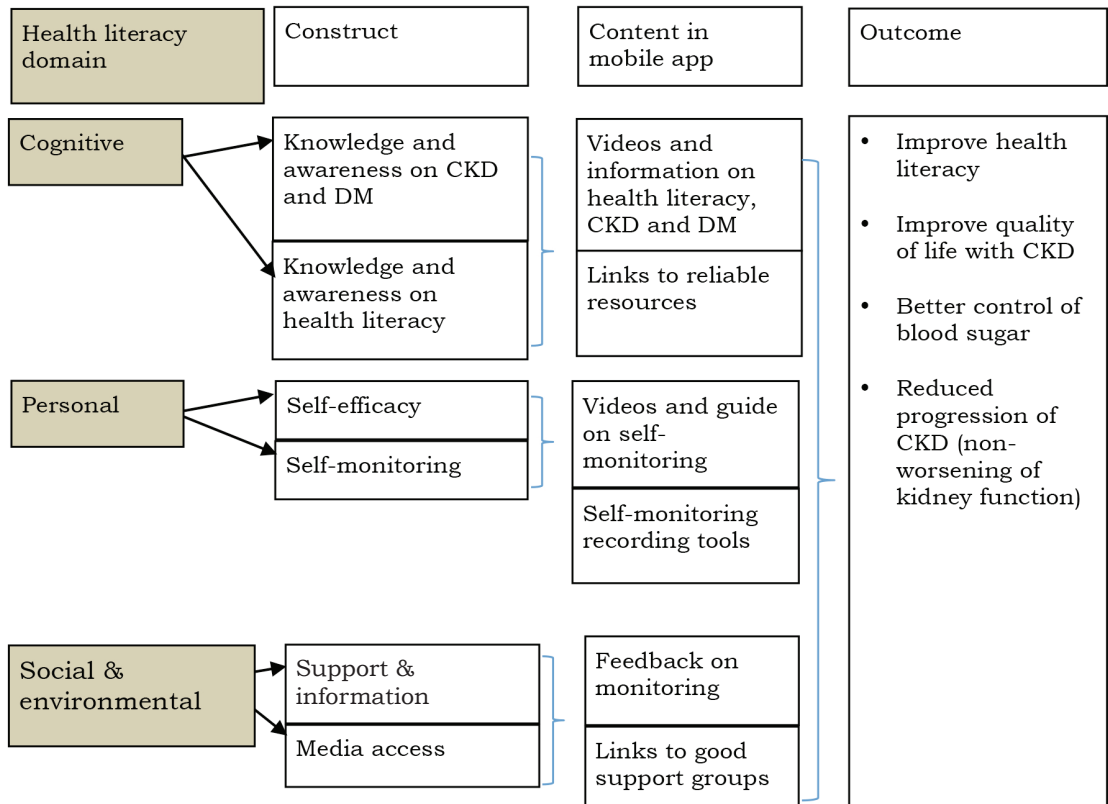 Health literacy
domain
Construct
Content in
mobile app
Outcome
Cognitive
Knowledge and
awareness on CKD
and DM
Knowledge and
awareness on
health literacy
Videos and
information on
health literacy,
CKD and DM
Links to reliable
resources
Personal
Self-efficacy
Self-monitoring
Videos and guide
on self-
monitoring
Self-monitoring
recording tools
Social &
environmental
Support &
information
Media access
Feedback on
monitoring
Links to good
support groups
• Improve health
literacy
• Improve quality
of life with CKD
• Better control of
blood sugar
• Reduced
progression of
CKD (non-
worsening of
kidney function)